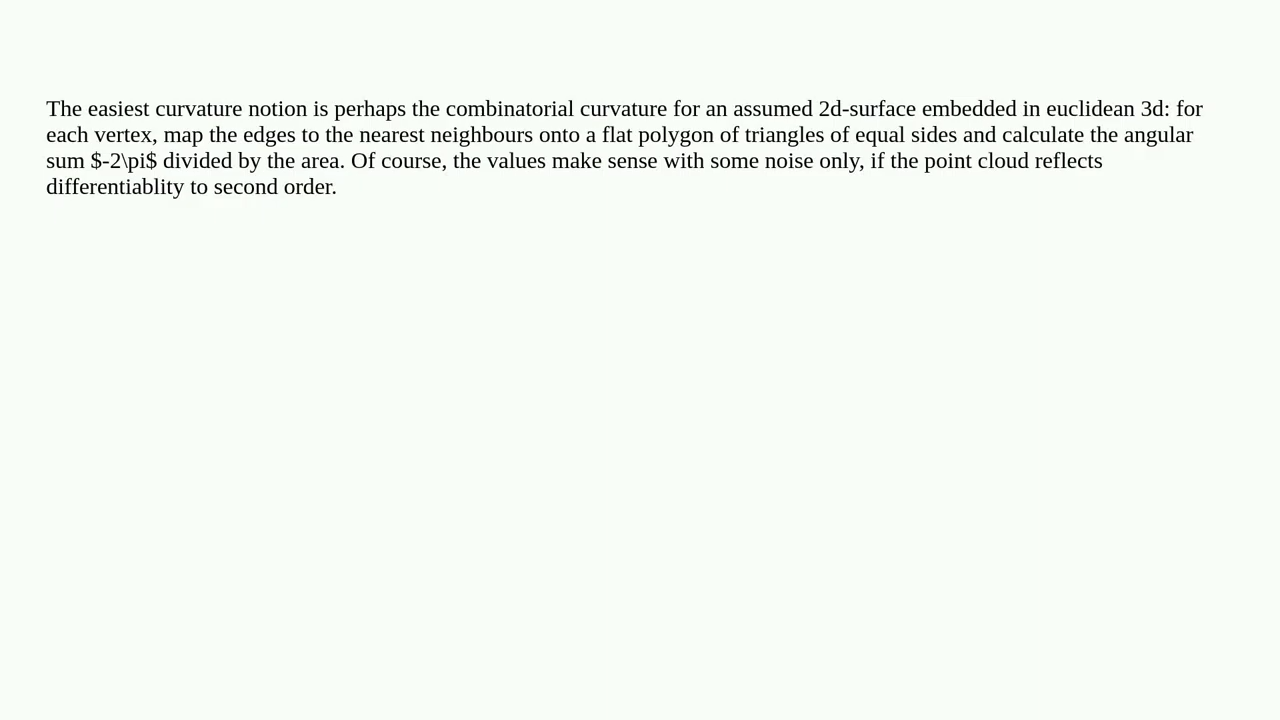 The easiest curvature notion is perhaps the combinatorial curvature for an assumed 2d-surface embedded in euclidean 3d: for
each vertex, map the edges to the nearest neighbours onto a flat polygon of triangles of equal sides and calculate the angular
sum $-2\pi$ divided by the area. Of course, the values make sense with some noise only, if the point cloud reflects
differentiablity to second order.